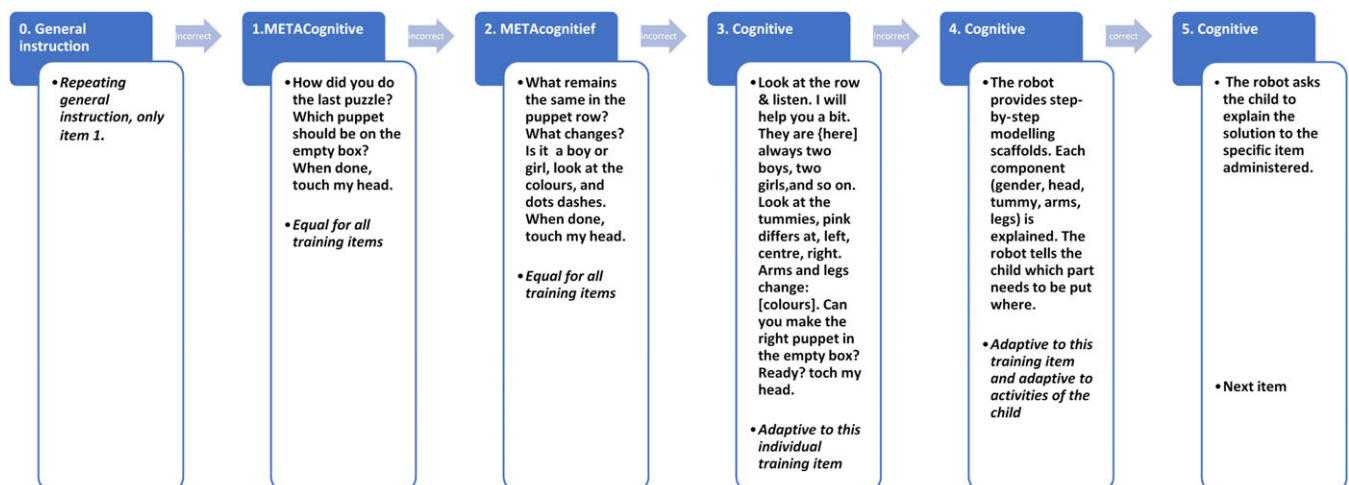 0. General
instruction
•Repeating
general
instruction, only
item 1.
incorrect
1.METACognitive
•How did you do
the last puzzle?
Which puppet
should be on the
empty box?
When done,
touch my head.
•Equal for all
training items
incorrect
2. METAcognitief
•What remains
the same in the
puppet row?
What changes?
Is it a boy or
girl, look at the
colours, and
dots dashes.
When done,
touch my head.
•Equal for all
training items
incorrect
3. Cognitive
•Look at the row
& listen. I will
help you a bit.
They are {here]
always two
boys, two
girls,and so on.
Look at the
tummies, pink
differs at, left,
centre, right.
Arms and legs
change:
[colours]. Can
you make the
right puppet in
the empty box?
Ready? toch my
head.
•Adaptive to this
individual
training item
incorrect
4. Cognitive
•The robot
provides step-
by-step
modelling
scaffolds. Each
component
(gender, head,
tummy, arms,
legs) is
explained. The
robot tells the
child which part
needs to be put
where.
•Adaptive to this
training item
and adaptive to
activities of the
child
correct
5. Cognitive
• The robot asks
the child to
explain the
solution to the
specific item
administered.
•Next item